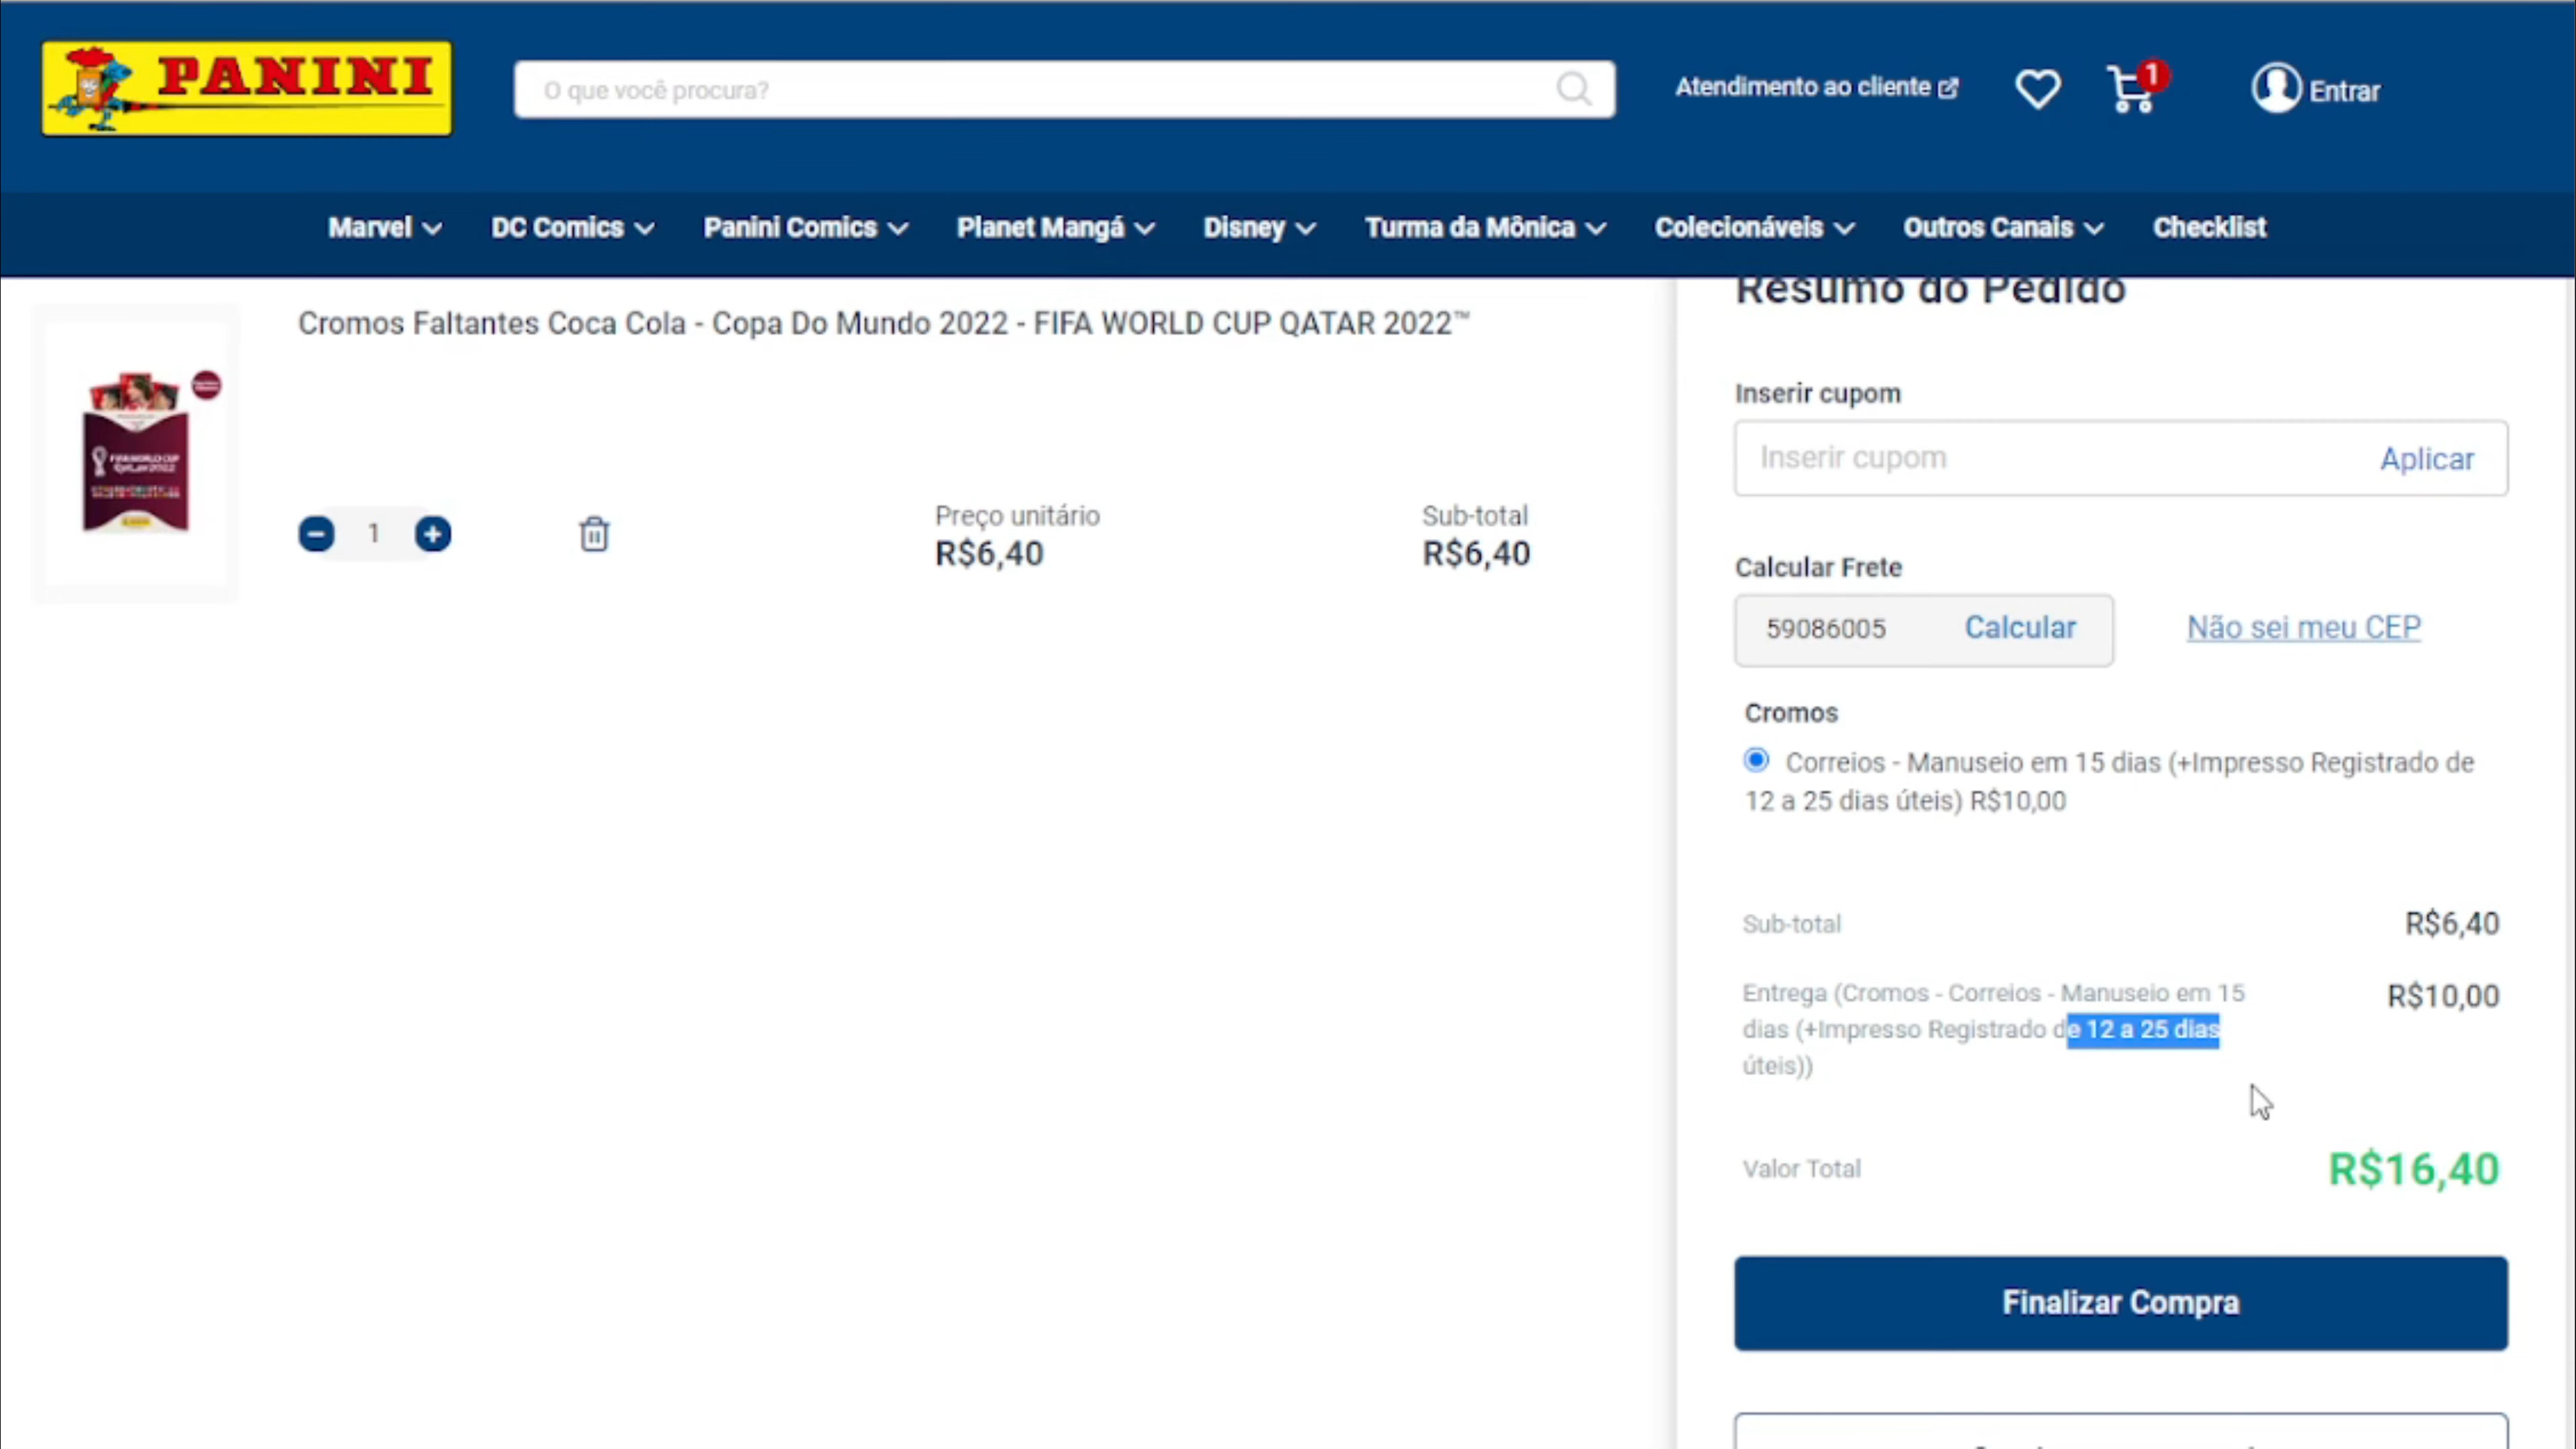 PANINI
O que você procura?
Atendimento ao cliente
1
Entrar
Marvel
DC Comics
Panini Comics
Planet Mangá
Disney
Turma da Mônica
Colecionáveis
Outros Canais
Checklist
Cromos Faltantes Coca Cola - Copa Do Mundo 2022 - FIFA WORLD CUP QATAR 2022™
FIFA WORLD CUP
QATAR 2022
1
Preço unitário
R$6,40
Sub-total
R$6,40
Resumo do Pedido
Inserir cupom
Inserir cupom
Aplicar
Calcular Frete
59086005
Calcular
Não sei meu CEP
Cromos
Correios - Manuseio em 15 dias (+Impresso Registrado de
12 a 25 dias úteis) R$10,00
Sub-total
R$6,40
Entrega (Cromos - Correios - Manuseio em 15
dias (+Impresso Registrado de 12 a 25 dias
úteis))
R$10,00
Valor Total
R$16,40
Finalizar Compra